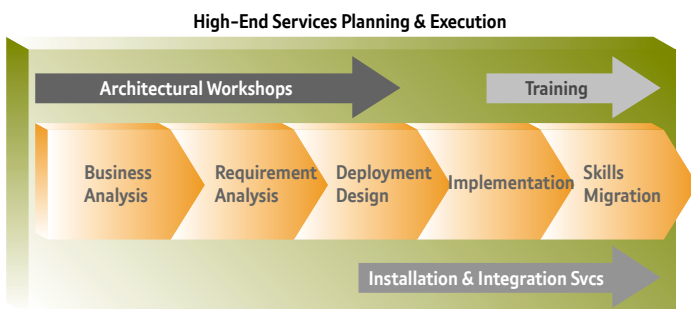 High-End Services Planning & Execution
Architectural Workshops
Training
Business
Analysis
Requirement
Analysis
Deployment
Design
Implementation
Skills
Migration
Installation & Integration Svcs